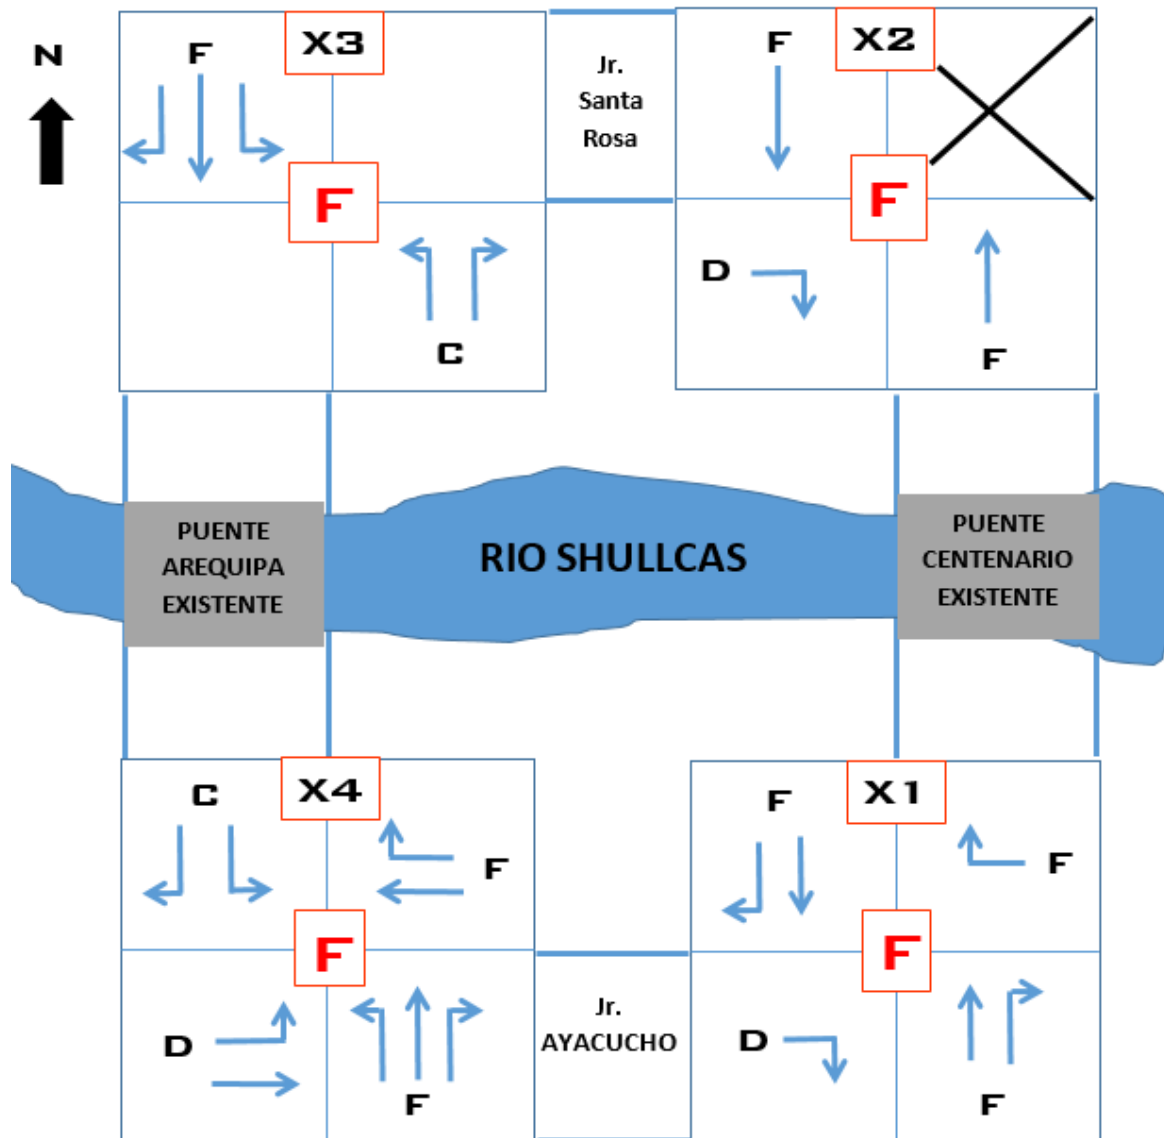 N
F
X3
Jr.
Santa
Rosa
F
X2
F
F
D
C
F
PUENTE
AREQUIPA
EXISTENTE
RIO SHULLCAS
PUENTE
CENTENARIO
EXISTENTE
C
X4
F
F
X1
F
F
F
D
F
Jr.
AYACUCHO
D
F